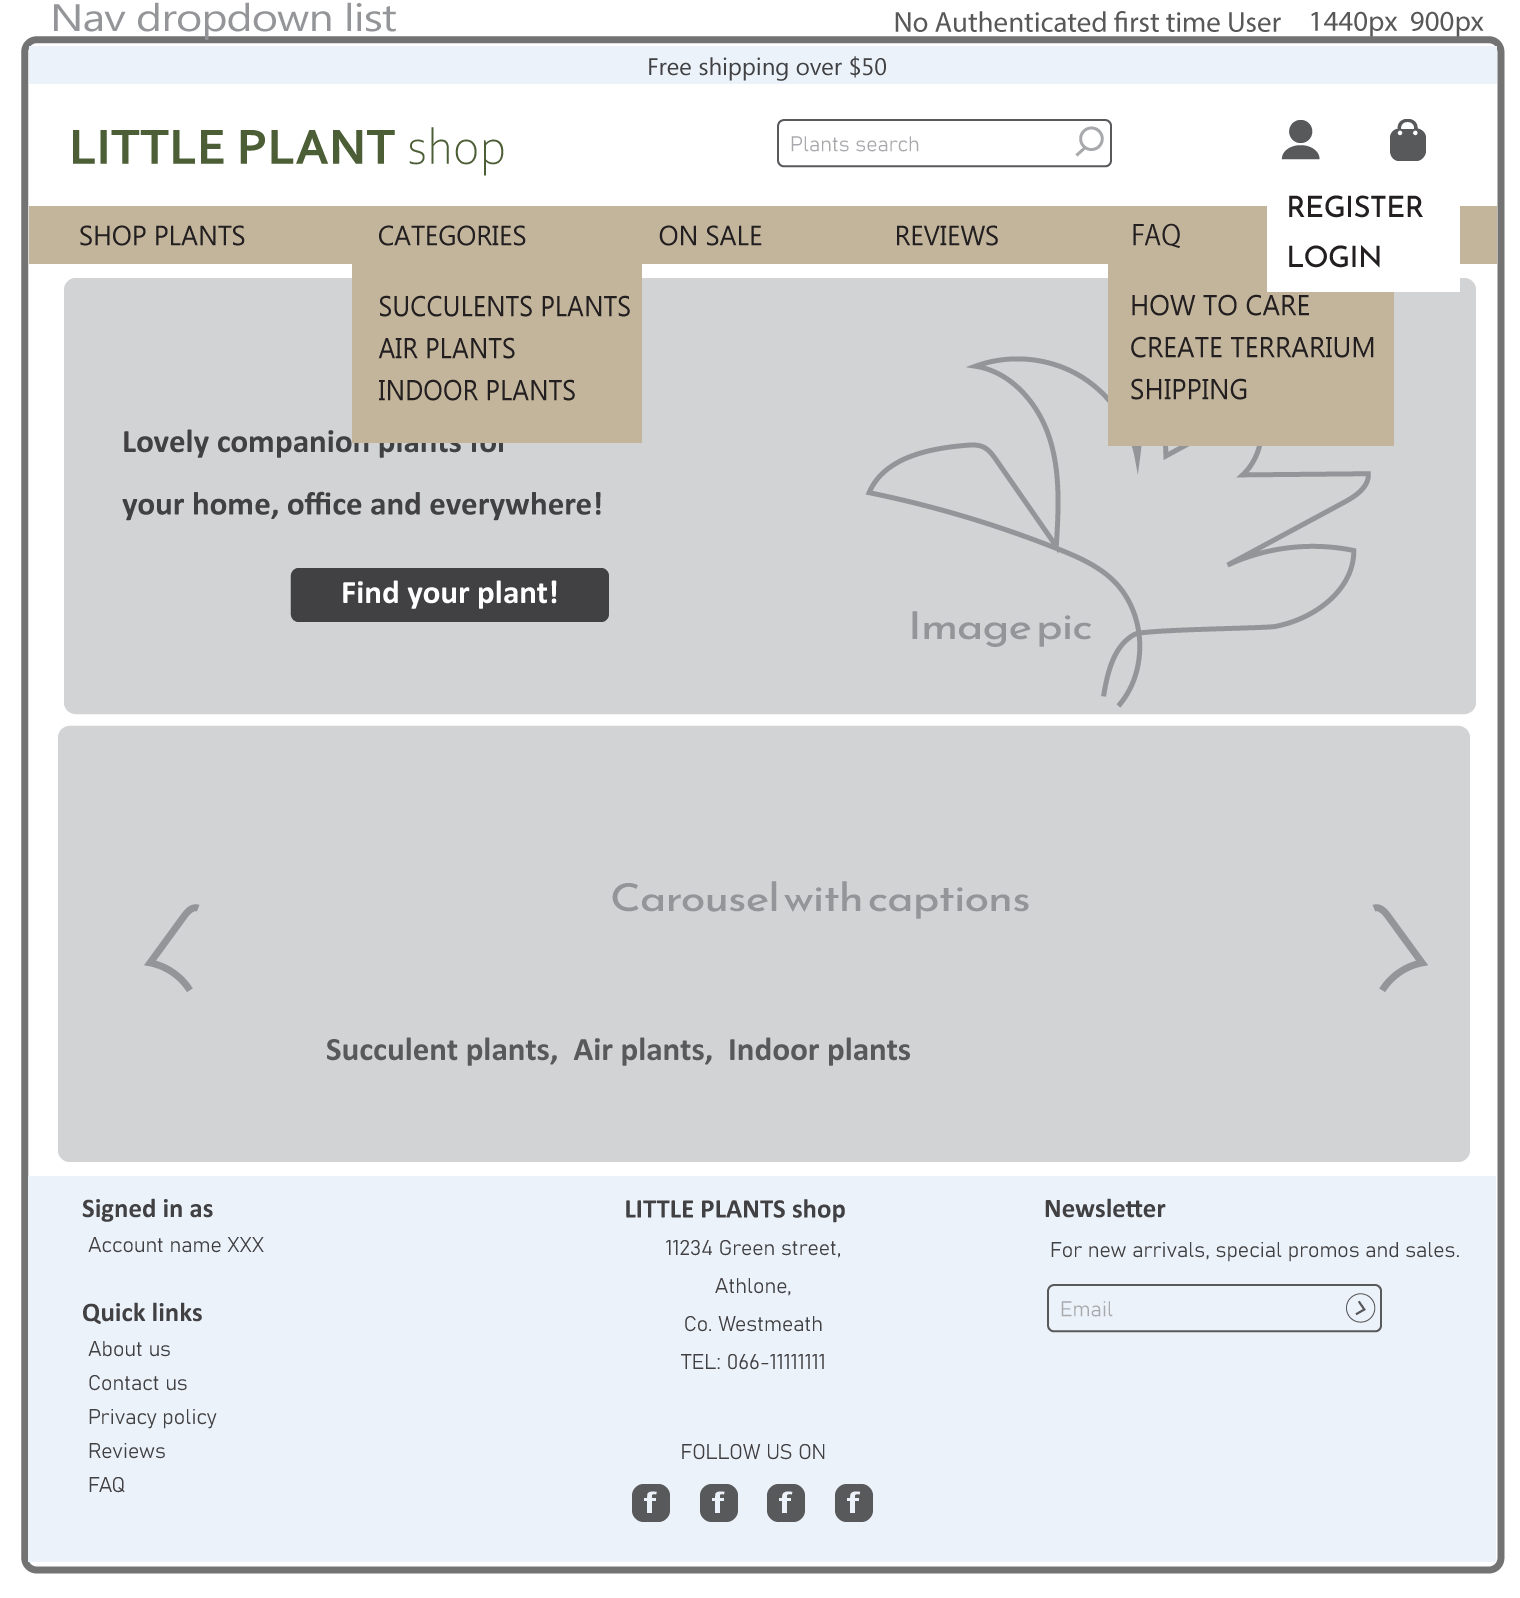 Nav dropdown list
No Authenticated first time User 1440px 900px
Free shipping over $50
LITTLE PLANT shop
Plants search
REGISTER
LOGIN
SHOP PLANTS
CATEGORIES
ON SALE
REVIEWS
FAQ
SUCCULENTS PLANTS
AIR PLANTS
INDOOR PLANTS
HOW TO CARE
CREATE TERRARIUM
SHIPPING
Lovely companion plants for
your home, office and everywhere!
Find your plant!
Image pic
Carousel with captions
Succulent plants, Air plants, Indoor plants
Signed in as
Account name XXX
Quick links
About us
Contact us
Privacy policy
Reviews
FAQ
LITTLE PLANTS shop
11234 Green street,
Athlone,
Co. Westmeath
TEL: 066-11111111
FOLLOW US ON
f f f f
Newsletter
For new arrivals, special promos and sales.
Email